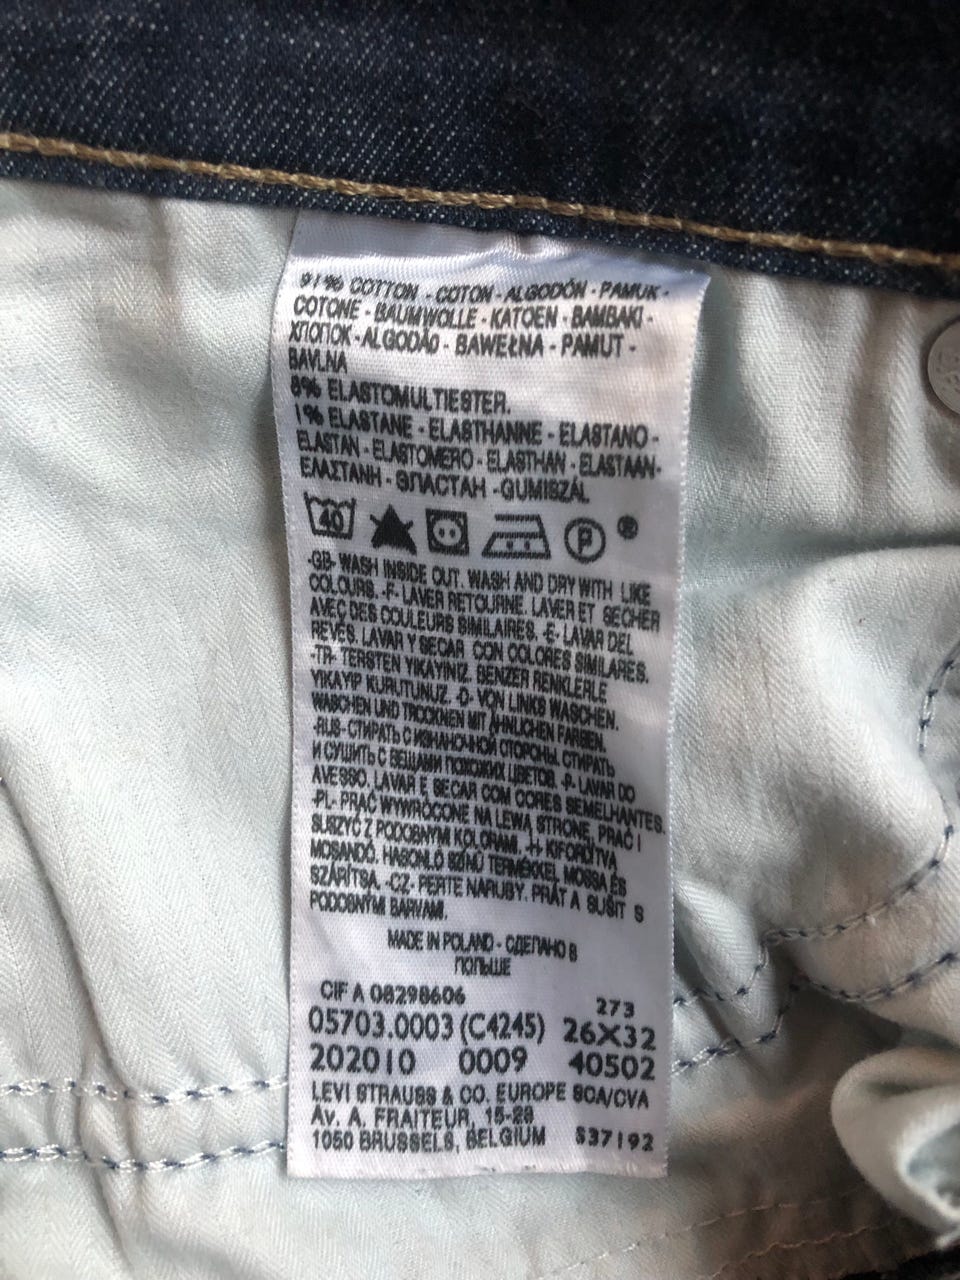 91% COTTON - COTON - ALGODÓN - PAMUK -
COTONE - BAUMWOLLE - KATOEN - BAMBAKI -
ХЛОПОК - ALGODÃO - BAWEŁNA - PAMUT -
BAVLNA
8% ELASTOMULTIESTER.
1% ELASTANE - ELASTHANNE - ELASTANO -
ELASTAN - ELASTOMERO - ELASTHAN - ELASTAAN-
ΕΛΑΣΤΑΝΗ - ЭЛАСТАН -GUMISZÁL
40 P ®
-GB- WASH INSIDE OUT. WASH AND DRY WITH LIKE
COLOURS. -F- LAVER RETOURNE. LAVER ET SECHER
AVEC DES COULEURS SIMILAIRES. -E- LAVAR DEL
REVES. LAVAR Y SECAR CON COLORES SIMILARES.
-TR- TERSTEN YIKAYINIZ. BENZER RENKLERLE
YIKAYIP KURUTUNUZ. -D- VON LINKS WASCHEN.
WASCHEN UND TROCKNEN MIT ÄHNLICHEN FARBEN.
-RUS- СТИРАТЬ С ИЗНАНОЧНОЙ СТОРОНЫ. СТИРАТЬ
И СУШИТЬ С ВЕЩАМИ ПОХОЖИХ ЦВЕТОВ. -P- LAVAR DO
AVESSO. LAVAR E SECAR COM CORES SEMELHANTES.
-PL- PRAĆ WYWRÓCONE NA LEWĄ STRONĘ, PRAĆ I
SUSZYĆ Z PODOBNYMI KOLORAMI. -H- KIFORDÍTVA
MOSANDÓ. HASONLÓ SZÍNŰ TERMÉKKEL MOSSA ÉS
SZÁRÍTSA. -CZ- PERTE NARUBY. PRÁT A SUŠIT S
PODOBNÝMI BARVAMI.
MADE IN POLAND - СДЕЛАНО В
ПОЛЬШЕ
CIF A 08298606 273
05703.0003 (C4245) 26X32
202010 0009 40502
LEVI STRAUSS & CO. EUROPE SCA/CVA
Av. A. FRAITEUR, 15-23
1050 BRUSSELS, BELGIUM S37192